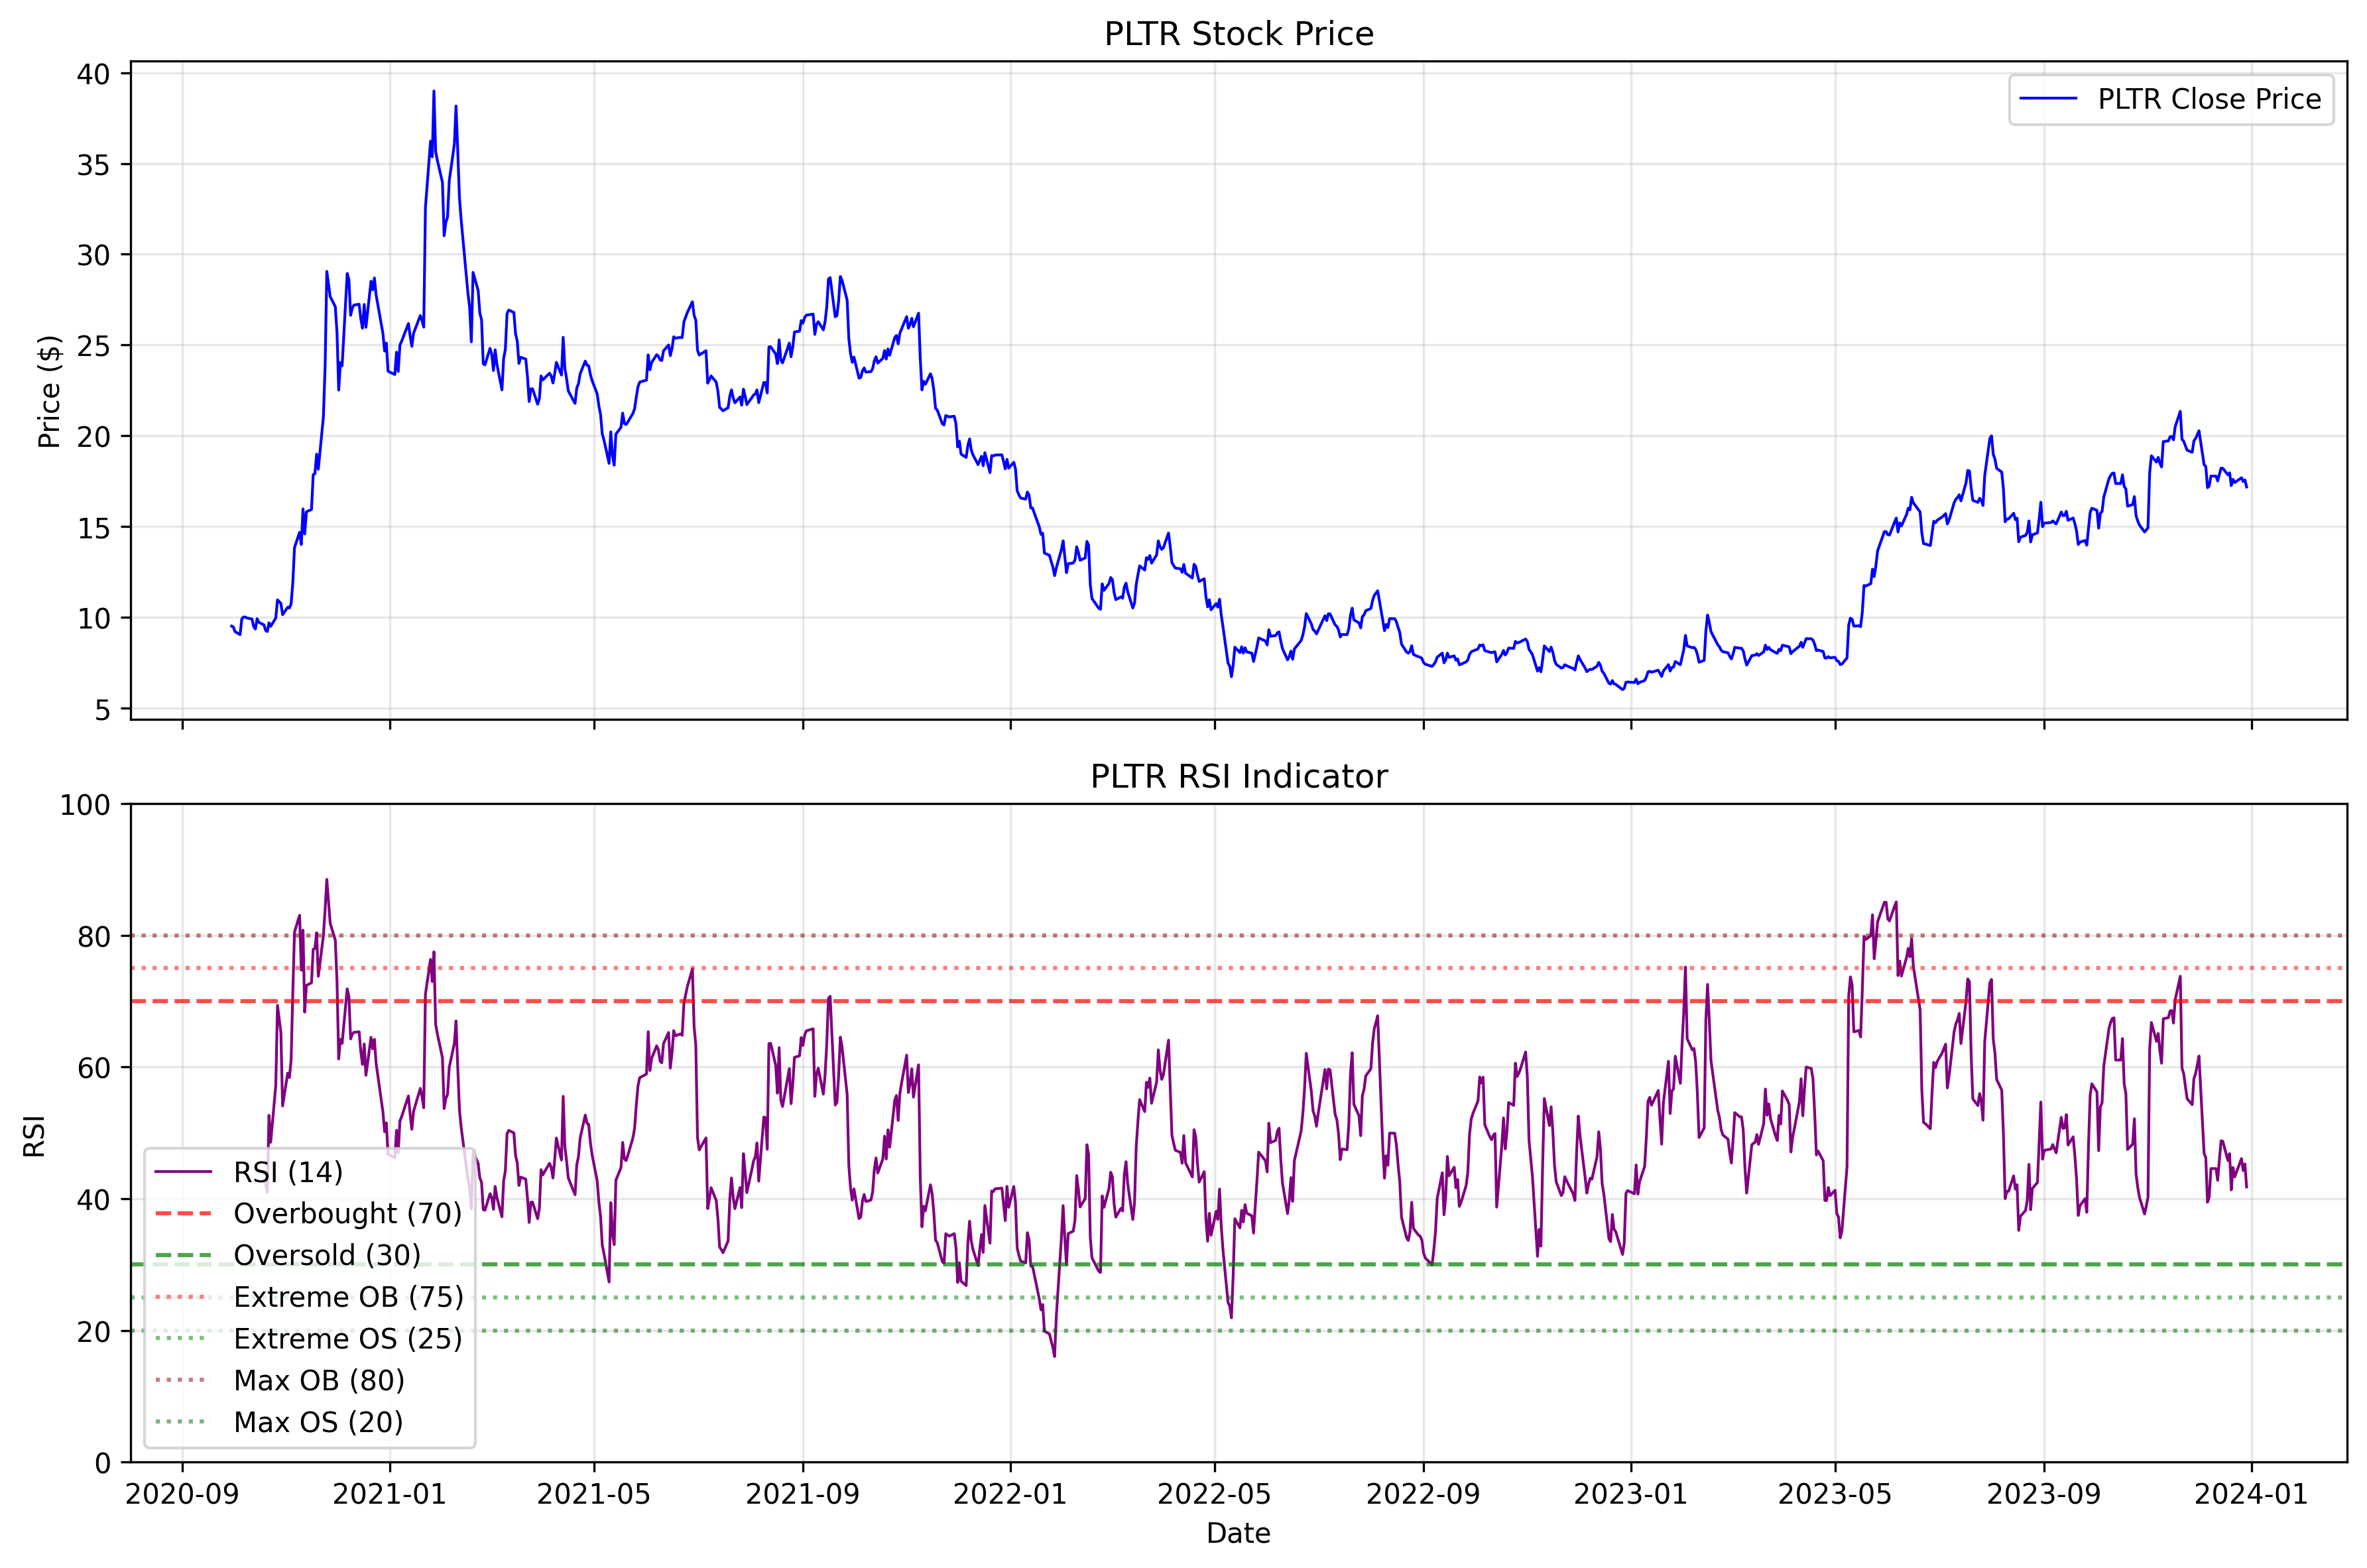 PLTR Stock Price
40
35
30
25
20
15
10
5
Price ($)
PLTR Close Price
PLTR RSI Indicator
100
80
60
40
20
0
RSI
RSI (14)
Overbought (70)
Oversold (30)
Extreme OB (75)
Extreme OS (25)
Max OB (80)
Max OS (20)
2020-09 2021-01 2021-05 2021-09 2022-01 2022-05 2022-09 2023-01 2023-05 2023-09 2024-01
Date